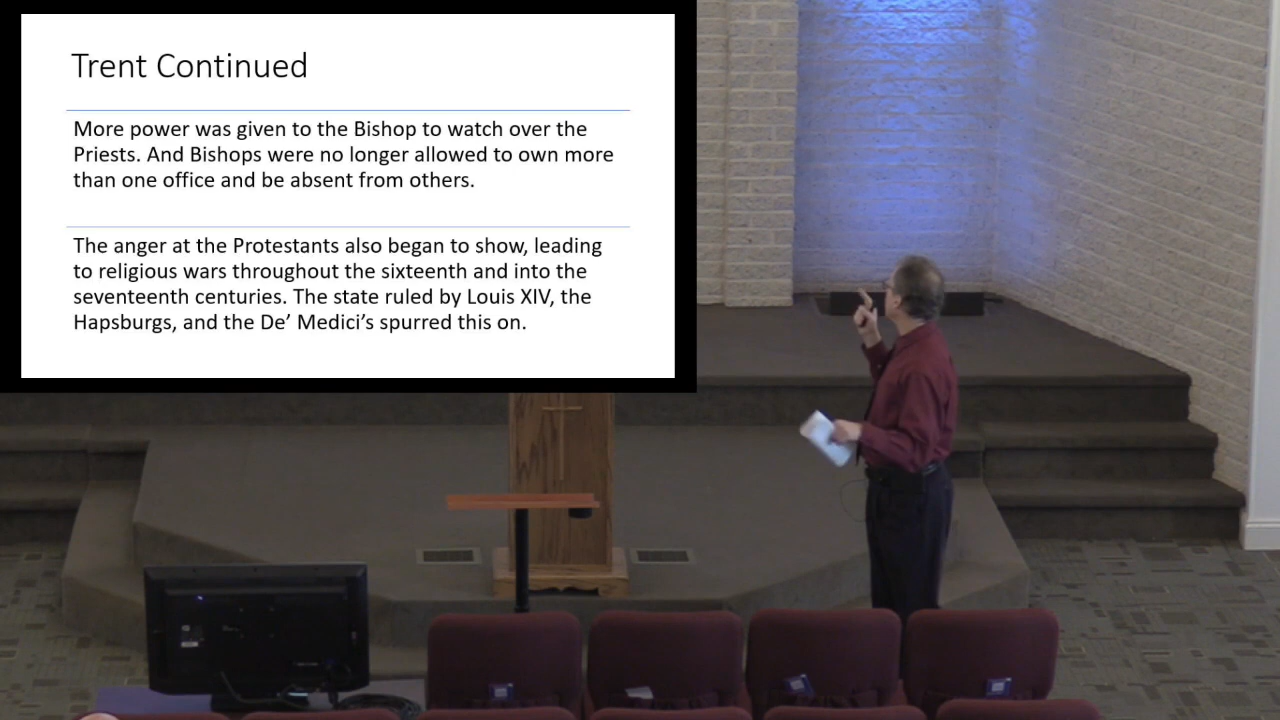 Trent Continued
More power was given to the Bishop to watch over the
Priests. And Bishops were no longer allowed to own more
than one office and be absent from others.
The anger at the Protestants also began to show, leading
to religious wars throughout the sixteenth and into the
seventeenth centuries. The state ruled by Louis XIV, the
Hapsburgs, and the De’ Medici’s spurred this on.